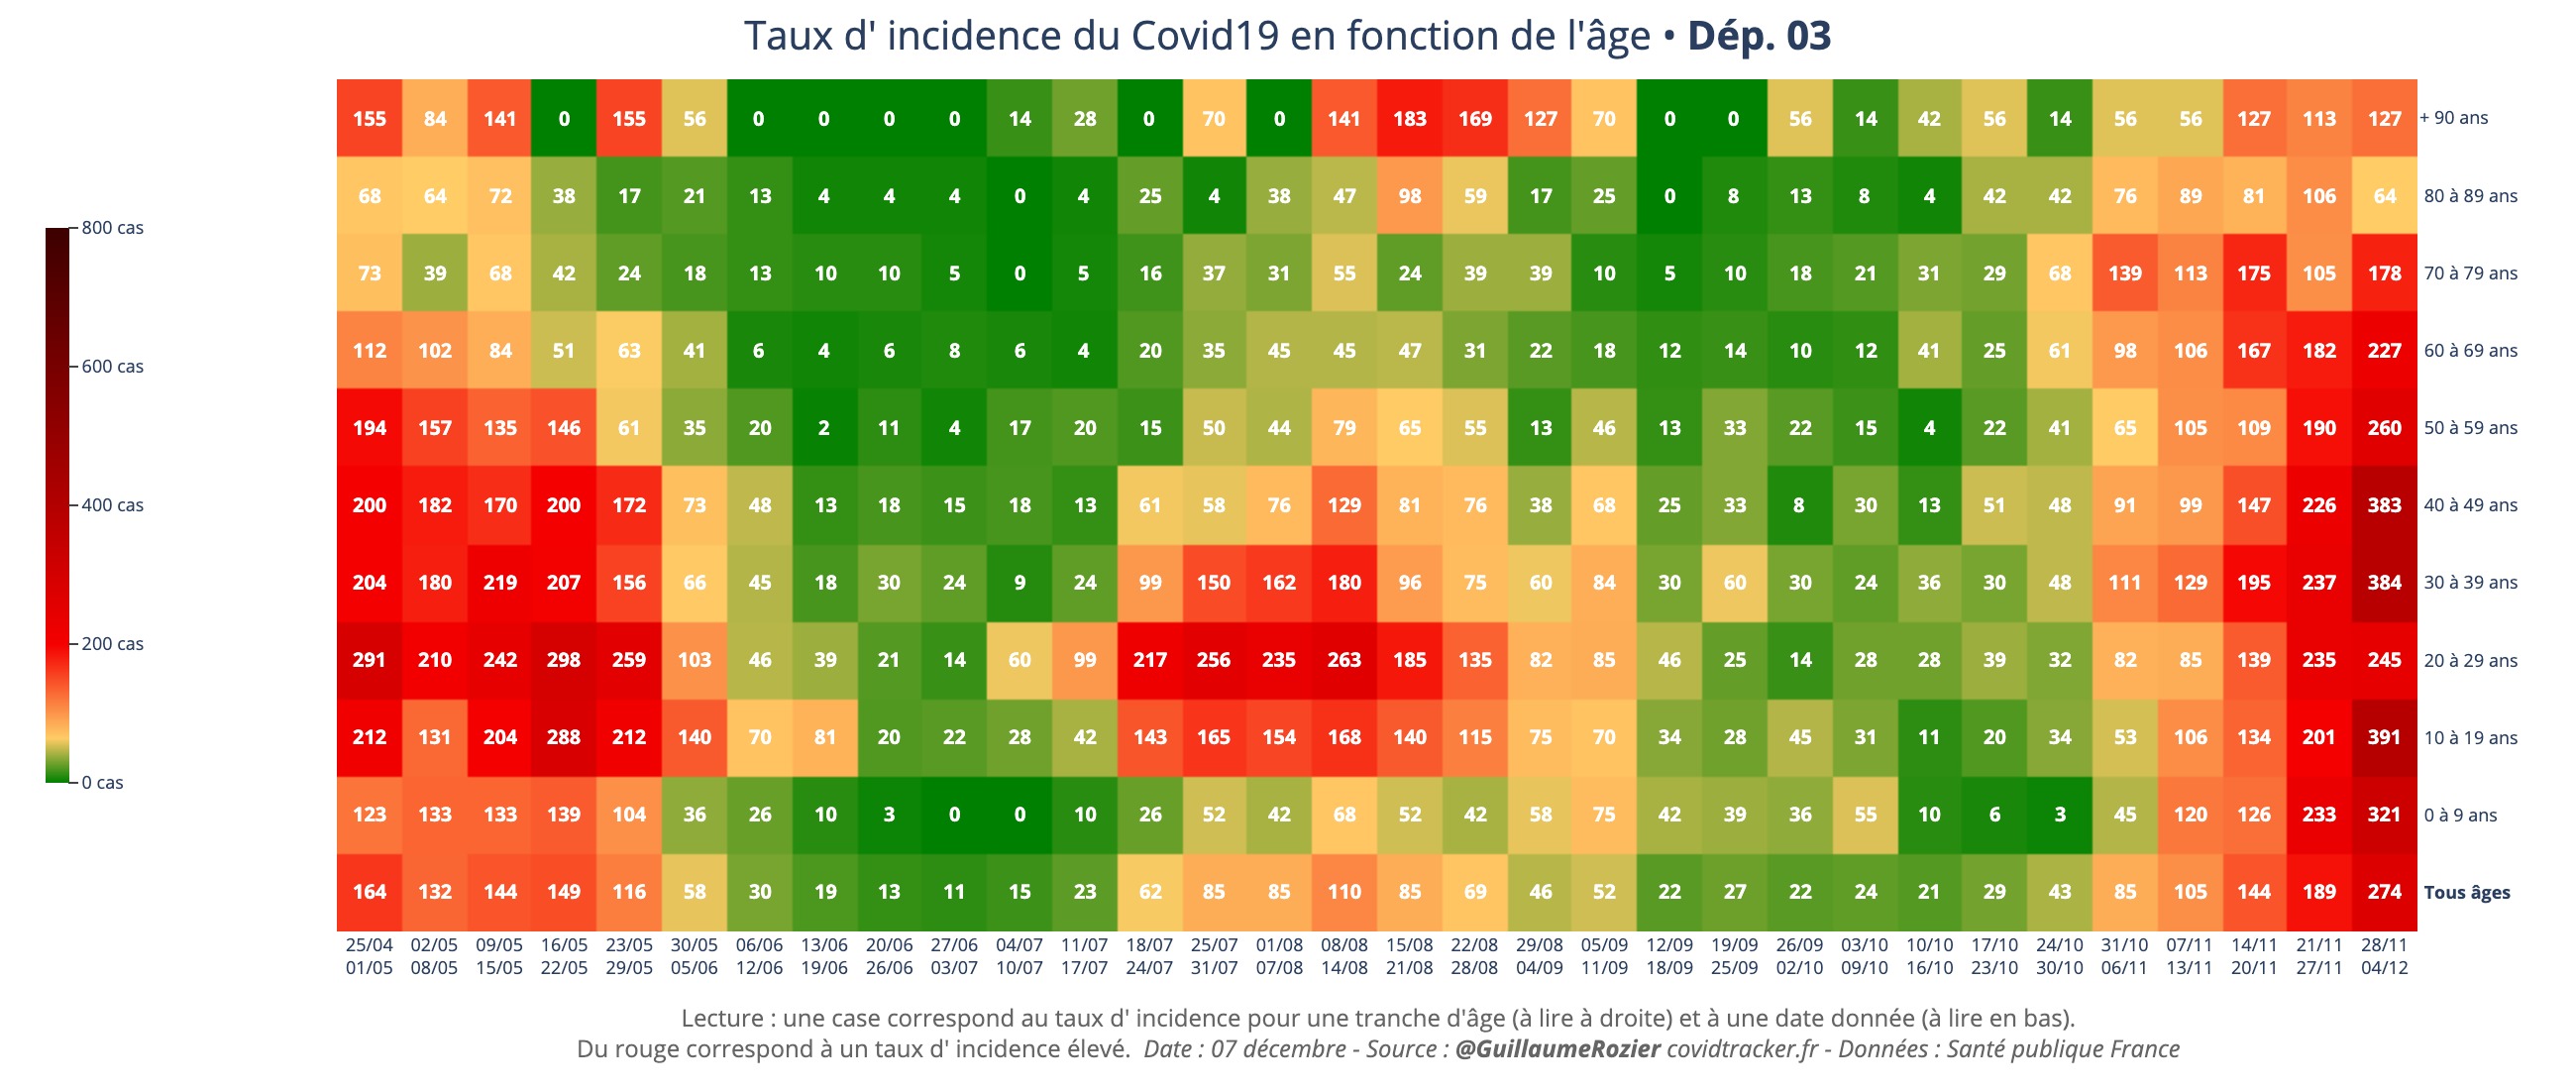 Taux d' incidence du Covid19 en fonction de l'âge • Dép. 03
800 cas
600 cas
400 cas
200 cas
0 cas
155 84 141 0 155 56 0 0 0 0 14 28 0 70 0 141 183 169 127 70 0 0 56 14 42 56 14 56 56 127 113 127 + 90 ans
68 64 72 38 17 21 13 4 4 4 0 4 25 4 38 47 98 59 17 25 0 8 13 8 4 42 42 76 89 81 106 64 80 à 89 ans
73 39 68 42 24 18 13 10 10 5 0 5 16 37 31 55 24 39 39 10 5 10 18 21 31 29 68 139 113 175 105 178 70 à 79 ans
112 102 84 51 63 41 6 4 6 8 6 4 20 35 45 45 47 31 22 18 12 14 10 12 41 25 61 98 106 167 182 227 60 à 69 ans
194 157 135 146 61 35 20 2 11 4 17 20 15 50 44 79 65 55 13 46 13 33 22 15 4 22 41 65 105 109 190 260 50 à 59 ans
200 182 170 200 172 73 48 13 18 15 18 13 61 58 76 129 81 76 38 68 25 33 8 30 13 51 48 91 99 147 226 383 40 à 49 ans
204 180 219 207 156 66 45 18 30 24 9 24 99 150 162 180 96 75 60 84 30 60 30 24 36 30 48 111 129 195 237 384 30 à 39 ans
291 210 242 298 259 103 46 39 21 14 60 99 217 256 235 263 185 135 82 85 46 25 14 28 28 39 32 82 85 139 235 245 20 à 29 ans
212 131 204 288 212 140 70 81 20 22 28 42 143 165 154 168 140 115 75 70 34 28 45 31 11 20 34 53 106 134 201 391 10 à 19 ans
123 133 133 139 104 36 26 10 3 0 0 10 26 52 42 68 52 42 58 75 42 39 36 55 10 6 3 45 120 126 233 321 0 à 9 ans
164 132 144 149 116 58 30 19 13 11 15 23 62 85 85 110 85 69 46 52 22 27 22 24 21 29 43 85 105 144 189 274 Tous âges
25/04 02/05 09/05 16/05 23/05 30/05 06/06 13/06 20/06 27/06 04/07 11/07 18/07 25/07 01/08 08/08 15/08 22/08 29/08 05/09 12/09 19/09 26/09 03/10 10/10 17/10 24/10 31/10 07/11 14/11 21/11 28/11
01/05 08/05 15/05 22/05 29/05 05/06 12/06 19/06 26/06 03/07 10/07 17/07 24/07 31/07 07/08 14/08 21/08 28/08 04/09 11/09 18/09 25/09 02/10 09/10 16/10 23/10 30/10 06/11 13/11 20/11 27/11 04/12
Lecture : une case correspond au taux d' incidence pour une tranche d'âge (à lire à droite) et à une date donnée (à lire en bas).
Du rouge correspond à un taux d' incidence élevé. Date : 07 décembre - Source : @GuillaumeRozier covidtracker.fr - Données : Santé publique France